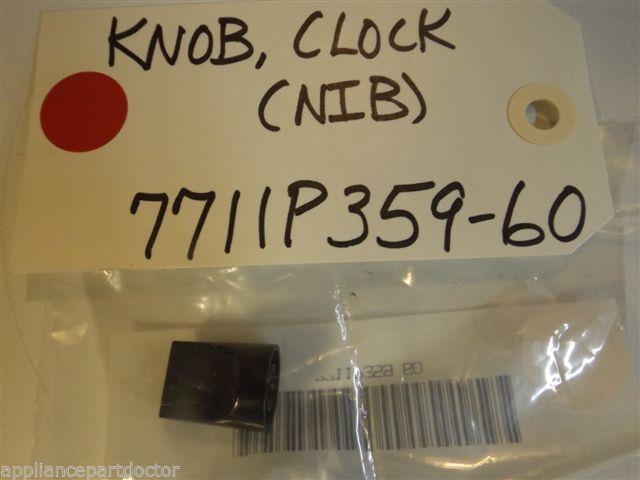 KNOB, CLOCK
(NIB)
7711P359-60
appliancepartdoctor